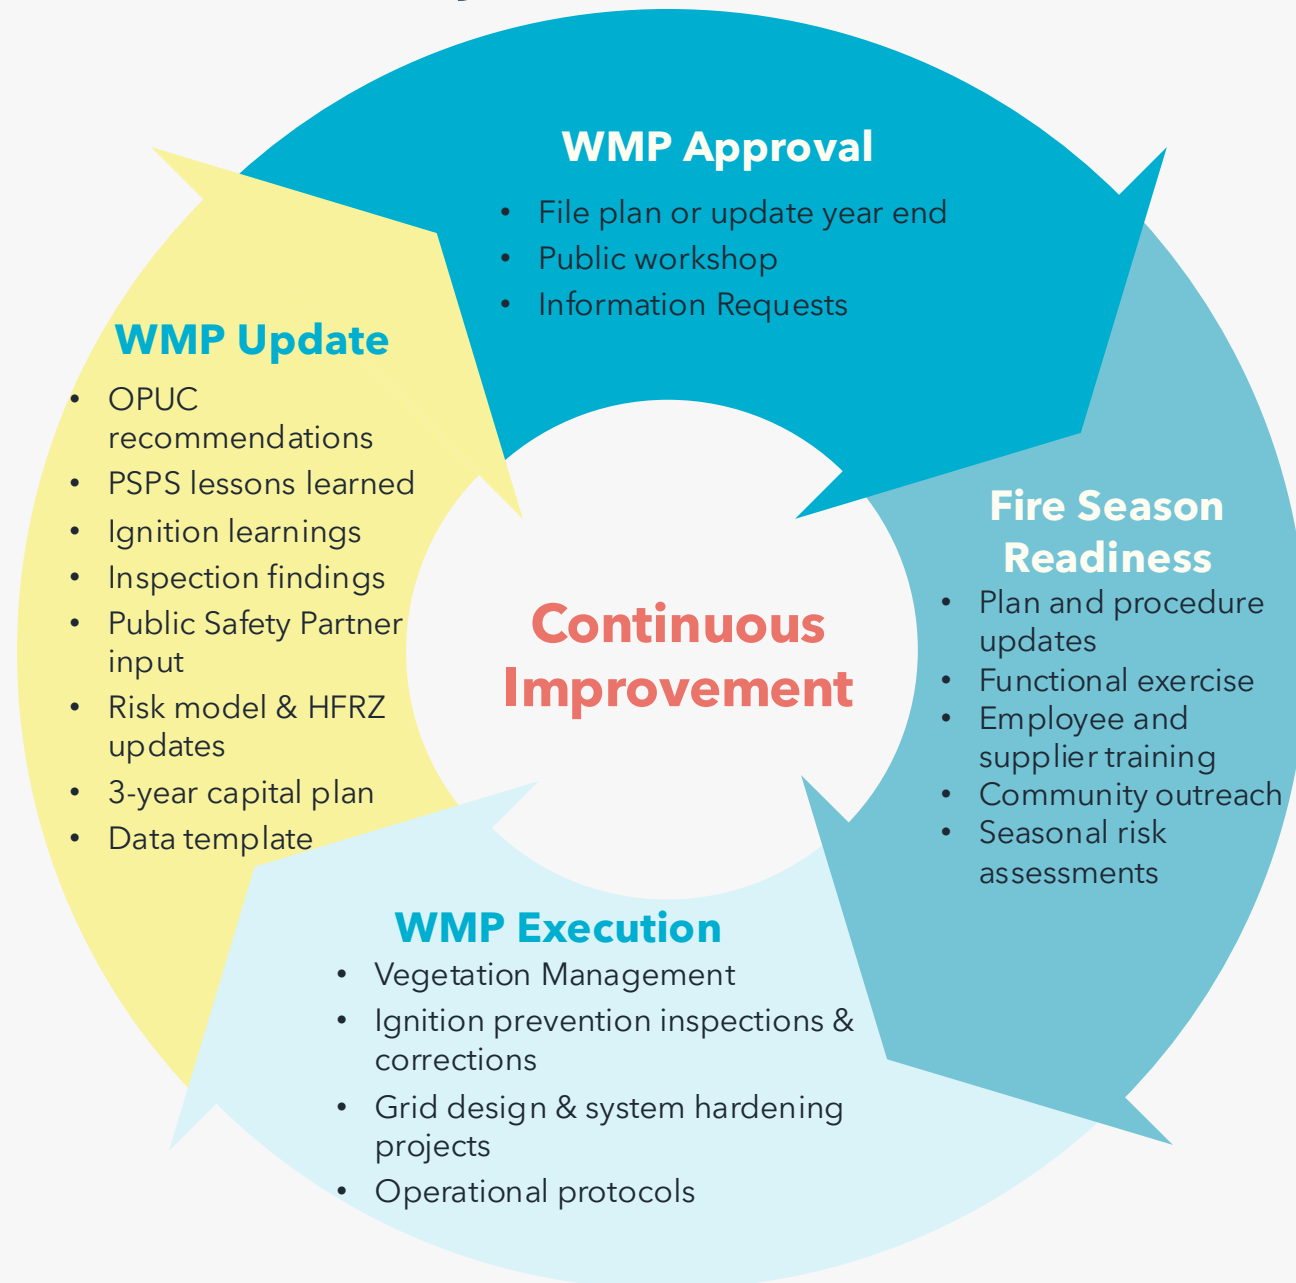 WMP Approval
• File plan or update year end
• Public workshop
• Information Requests
Fire Season
Readiness
• Plan and procedure
updates
• Functional exercise
• Employee and
supplier training
• Community outreach
• Seasonal risk
assessments
WMP Execution
• Vegetation Management
• Ignition prevention inspections &
corrections
• Grid design & system hardening
projects
• Operational protocols
WMP Update
• OPUC
recommendations
• PSPS lessons learned
• Ignition learnings
• Inspection findings
• Public Safety Partner
input
• Risk model & HFRZ
updates
• 3-year capital plan
• Data template
Continuous
Improvement